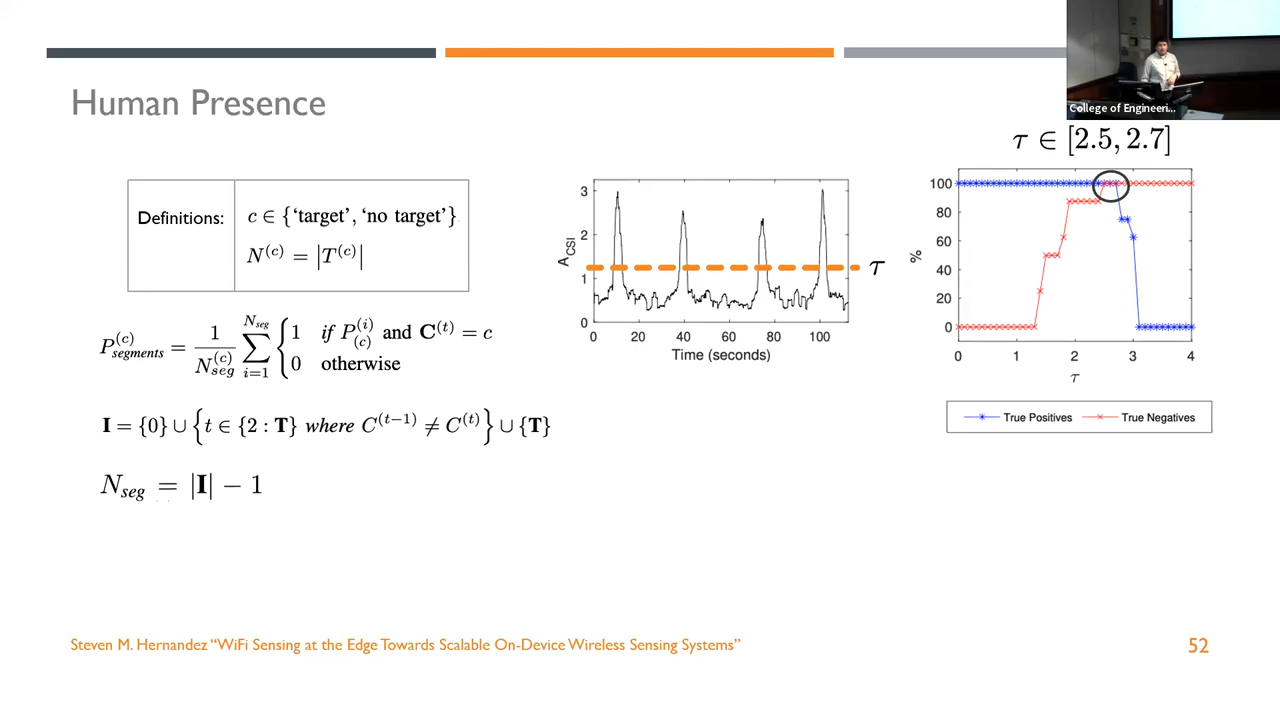 College of Engineeri...
Human Presence
τ ∈ [2.5, 2.7]
Definitions:
c ∈ {‘target’, ‘no target’}
N^(c) = |T^(c)|
P_segments^(c) = 1/N_seg^(c) ∑_{i=1}^{N_seg} { 1 if P_(c)^(i) and C^(t) = c
0 otherwise
I = {0} ∪ {t ∈ {2 : T} where C^(t−1) ≠ C^(t)} ∪ {T}
N_seg = |I| − 1
A_CSI
3
2
1
0
0 20 40 60 80 100
Time (seconds)
τ
%
100
80
60
40
20
0
0 1 2 3 4
τ
True Positives True Negatives
Steven M. Hernandez “WiFi Sensing at the Edge Towards Scalable On-Device Wireless Sensing Systems”
52